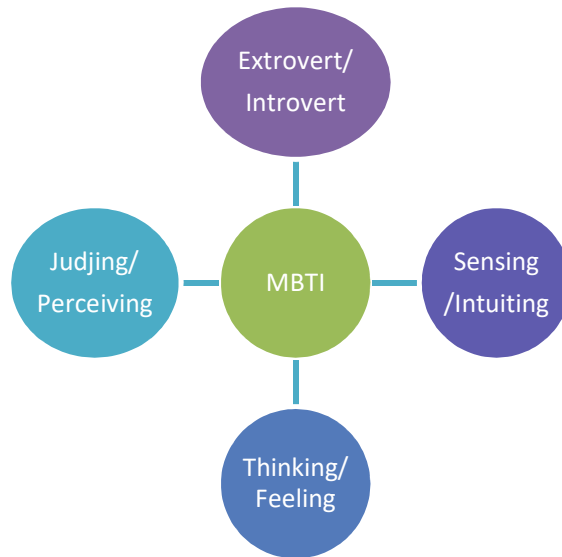 Extrovert/
Introvert
Judjing/
Perceiving
MBTI
Sensing
/Intuiting
Thinking/
Feeling